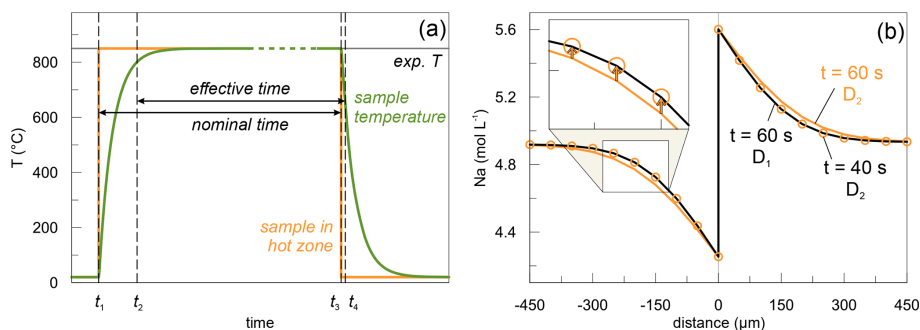 (a)
exp. T
effective time
nominal time
sample
temperature
sample in
hot zone
T (°C)
800
600
400
200
0
t1
t2
t3
t4
time
(b)
t = 60 s
D2
t = 60 s
D1
t = 40 s
D2
Na (mol L-1)
5.6
5.2
4.8
4.4
-450
-300
-150
0
150
300
450
distance (µm)